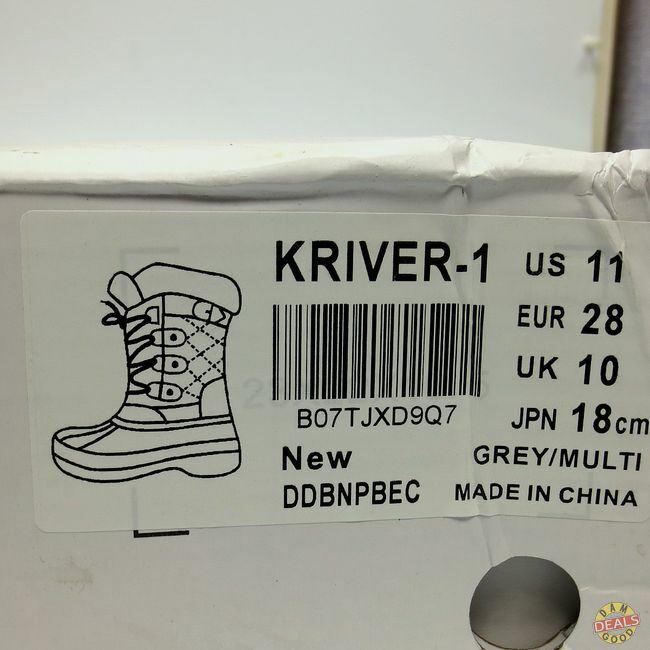 KRIVER-1
US 11
EUR 28
UK 10
JPN 18cm
B07TJXD9Q7
New
GREY/MULTI
DDBNPBEC
MADE IN CHINA
DAM
DEALS
GOOD